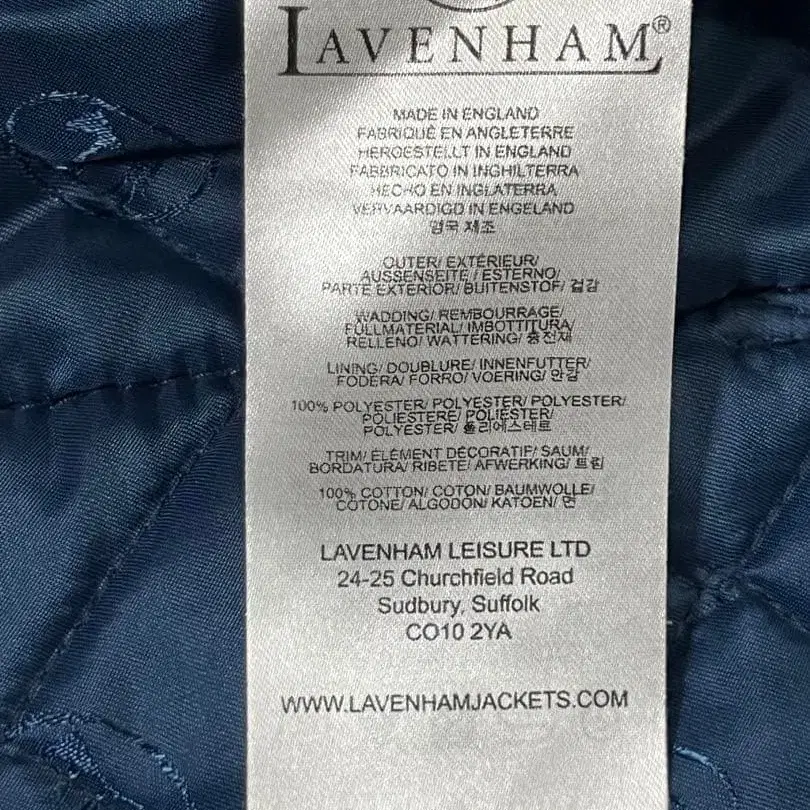 LAVENHAM®
MADE IN ENGLAND
FABRIQUÉ EN ANGLETERRE
HERGESTELLT IN ENGLAND
FABBRICATO IN INGHILTERRA
HECHO EN INGLATERRA
VERVAARDIGD IN ENGELAND
영국 제조
OUTER/ EXTÉRIEUR/
AUSSENSEITE / ESTERNO/
PARTE EXTERIOR/ BUITENSTOF/ 겉감
WADDING/ REMBOURRAGE/
FÜLLMATERIAL/ IMBOTTITURA/
RELLENO/ WATTERING/ 충전재
LINING/ DOUBLURE/ INNENFUTTER/
FODERA/ FORRO/ VOERING/ 안감
100% POLYESTER/ POLYESTER/ POLYESTER/
POLIESTERE/ POLIÉSTER/
POLYESTER/ 폴리에스테르
TRIM/ ÉLÉMENT DÉCORATIF/ SAUM/
BORDATURA/ RIBETE/ AFWERKING/ 트림
100% COTTON/ COTON/ BAUMWOLLE/
COTONE/ ALGODÓN/ KATOEN/ 면
LAVENHAM LEISURE LTD
24-25 Churchfield Road
Sudbury, Suffolk
CO10 2YA
WWW.LAVENHAMJACKETS.COM